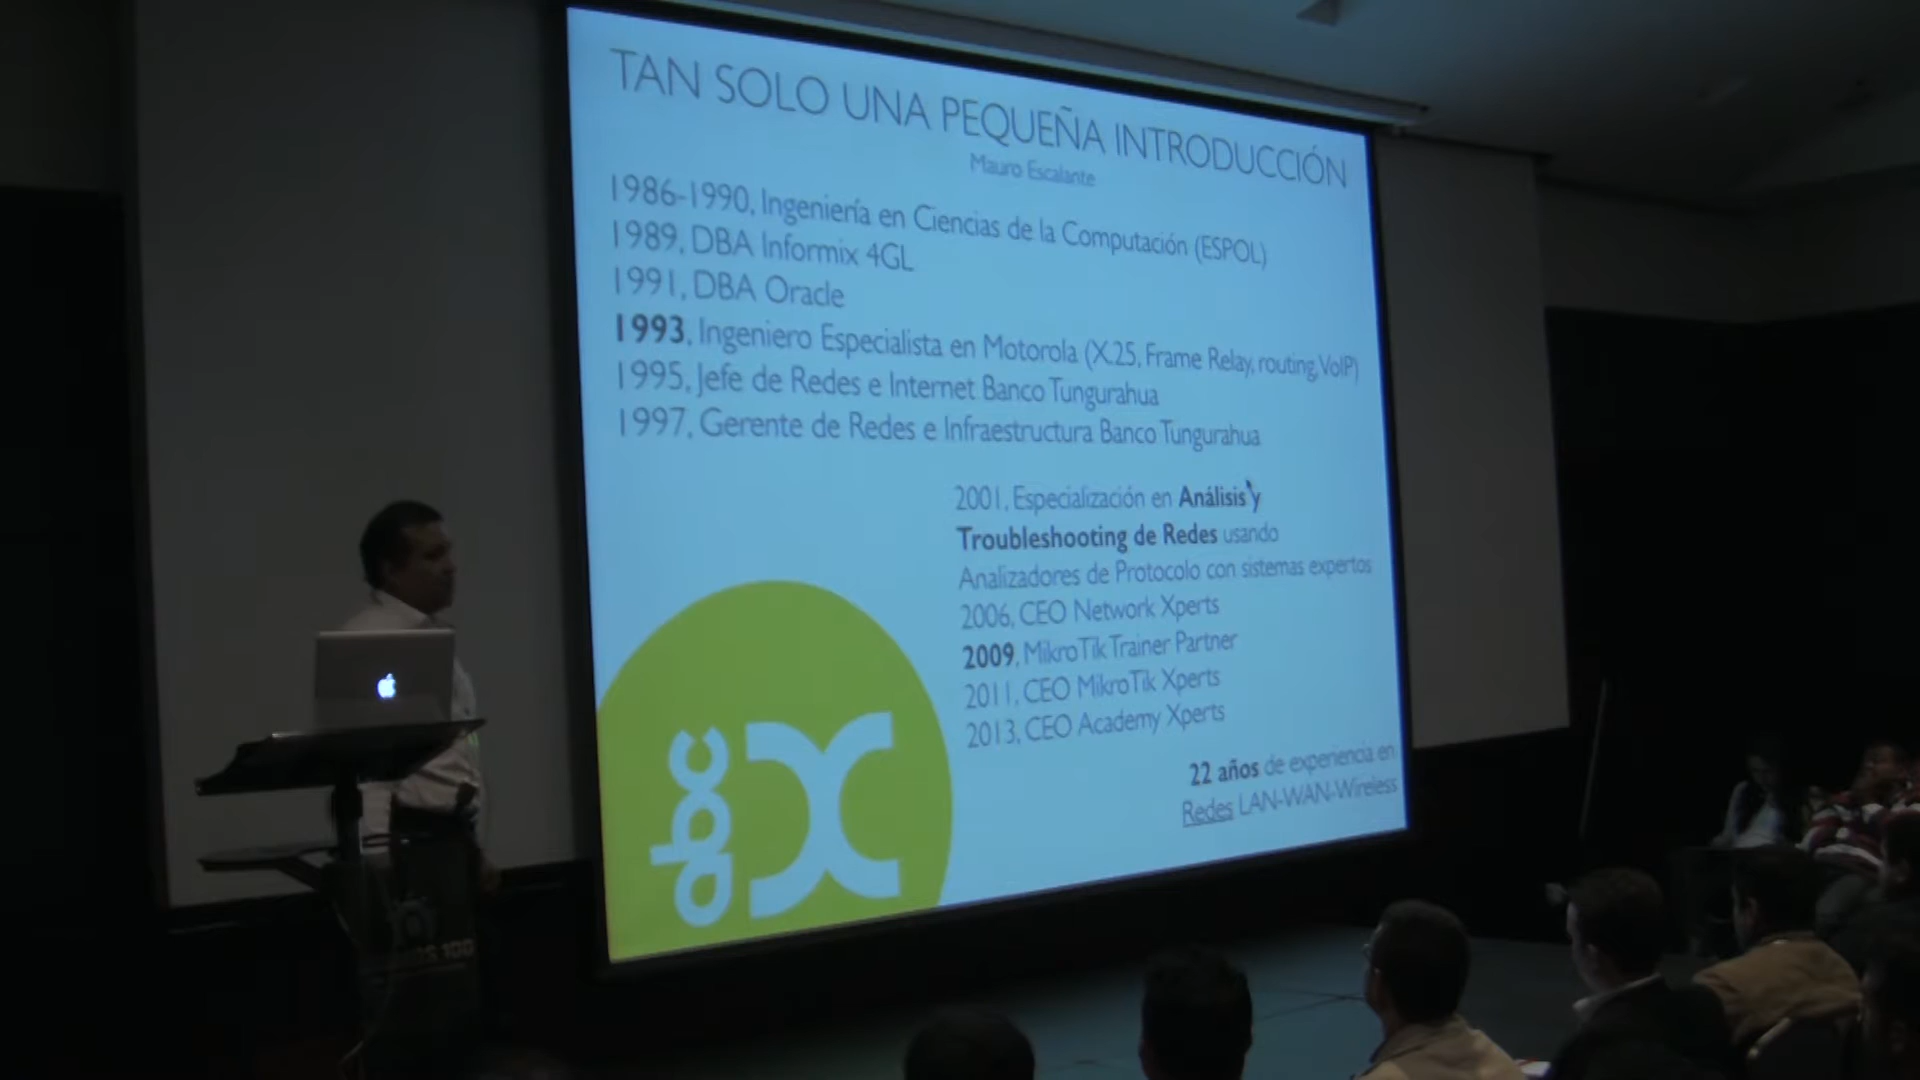 TAN SOLO UNA PEQUEÑA INTRODUCCIÓN
Mauro Escalante
1986-1990, Ingeniería en Ciencias de la Computación (ESPOL)
1989, DBA Informix 4GL
1991, DBA Oracle
1993, Ingeniero Especialista en Motorola (X.25, Frame Relay, routing, VoIP)
1995, Jefe de Redes e Internet Banco Tungurahua
1997, Gerente de Redes e Infraestructura Banco Tungurahua
2001, Especialización en Análisis y
Troubleshooting de Redes usando
Analizadores de Protocolo con sistemas expertos
2006, CEO Network Xperts
2009, MikroTik Trainer Partner
2011, CEO MikroTik Xperts
2013, CEO Academy Xperts
22 años de experiencia en
Redes LAN-WAN-Wireless
abc
X
100